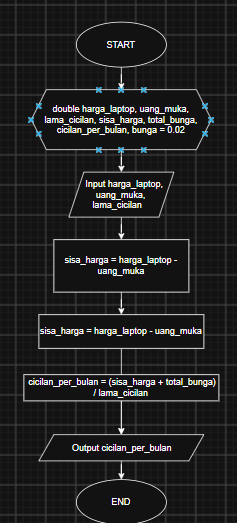 START
double harga_laptop, uang_muka,
lama_cicilan, sisa_harga, total_bunga,
cicilan_per_bulan, bunga = 0.02
Input harga_laptop,
uang_muka,
lama_cicilan
sisa_harga = harga_laptop -
uang_muka
sisa_harga = harga_laptop - uang_muka
cicilan_per_bulan = (sisa_harga + total_bunga)
/ lama_cicilan
Output cicilan_per_bulan
END